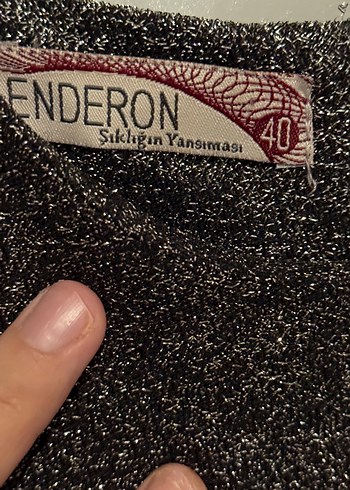 ENDERON
Şıklığın Yansıması
40